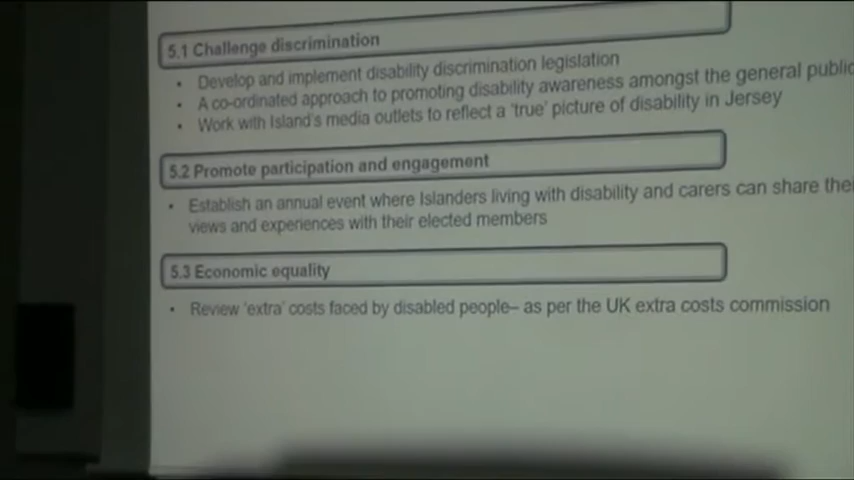 5.1 Challenge discrimination
• Develop and implement disability discrimination legislation
• A co-ordinated approach to promoting disability awareness amongst the general public
• Work with Island's media outlets to reflect a 'true' picture of disability in Jersey
5.2 Promote participation and engagement
• Establish an annual event where Islanders living with disability and carers can share thei
views and experiences with their elected members
5.3 Economic equality
• Review 'extra' costs faced by disabled people– as per the UK extra costs commission